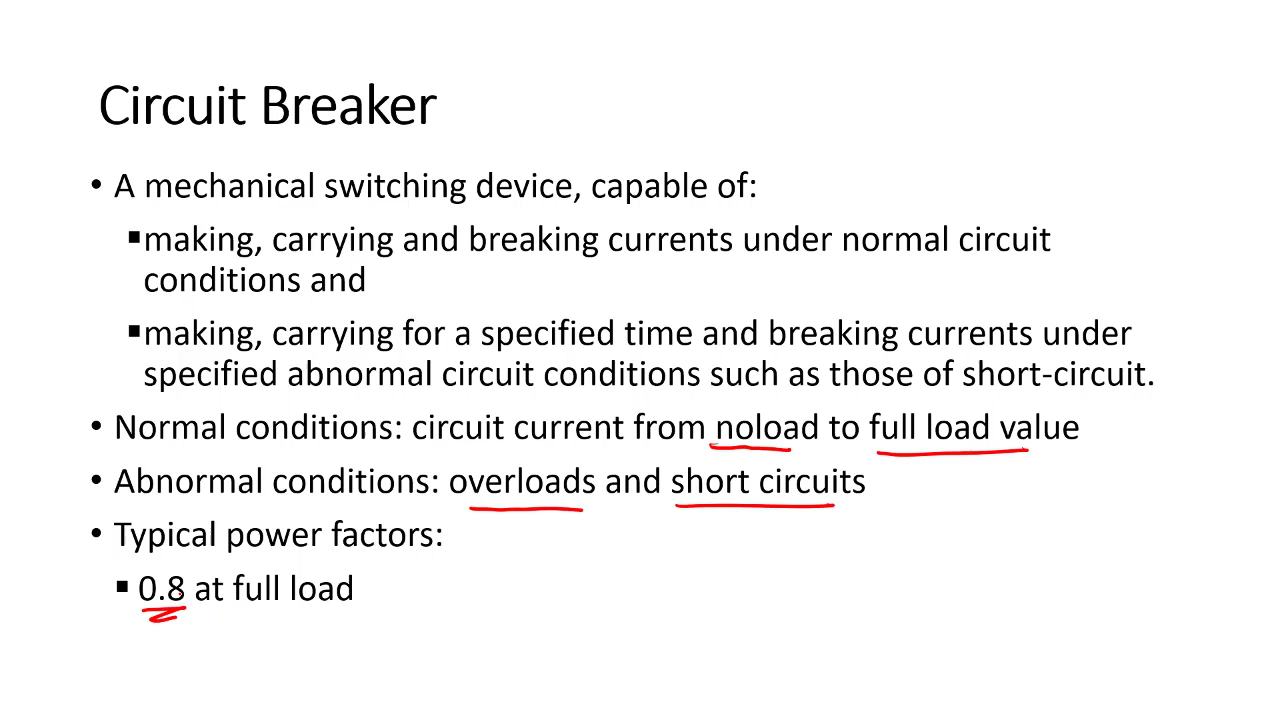 Circuit Breaker
• A mechanical switching device, capable of:
▪making, carrying and breaking currents under normal circuit
conditions and
▪making, carrying for a specified time and breaking currents under
specified abnormal circuit conditions such as those of short-circuit.
• Normal conditions: circuit current from noload to full load value
• Abnormal conditions: overloads and short circuits
• Typical power factors:
▪ 0.8 at full load